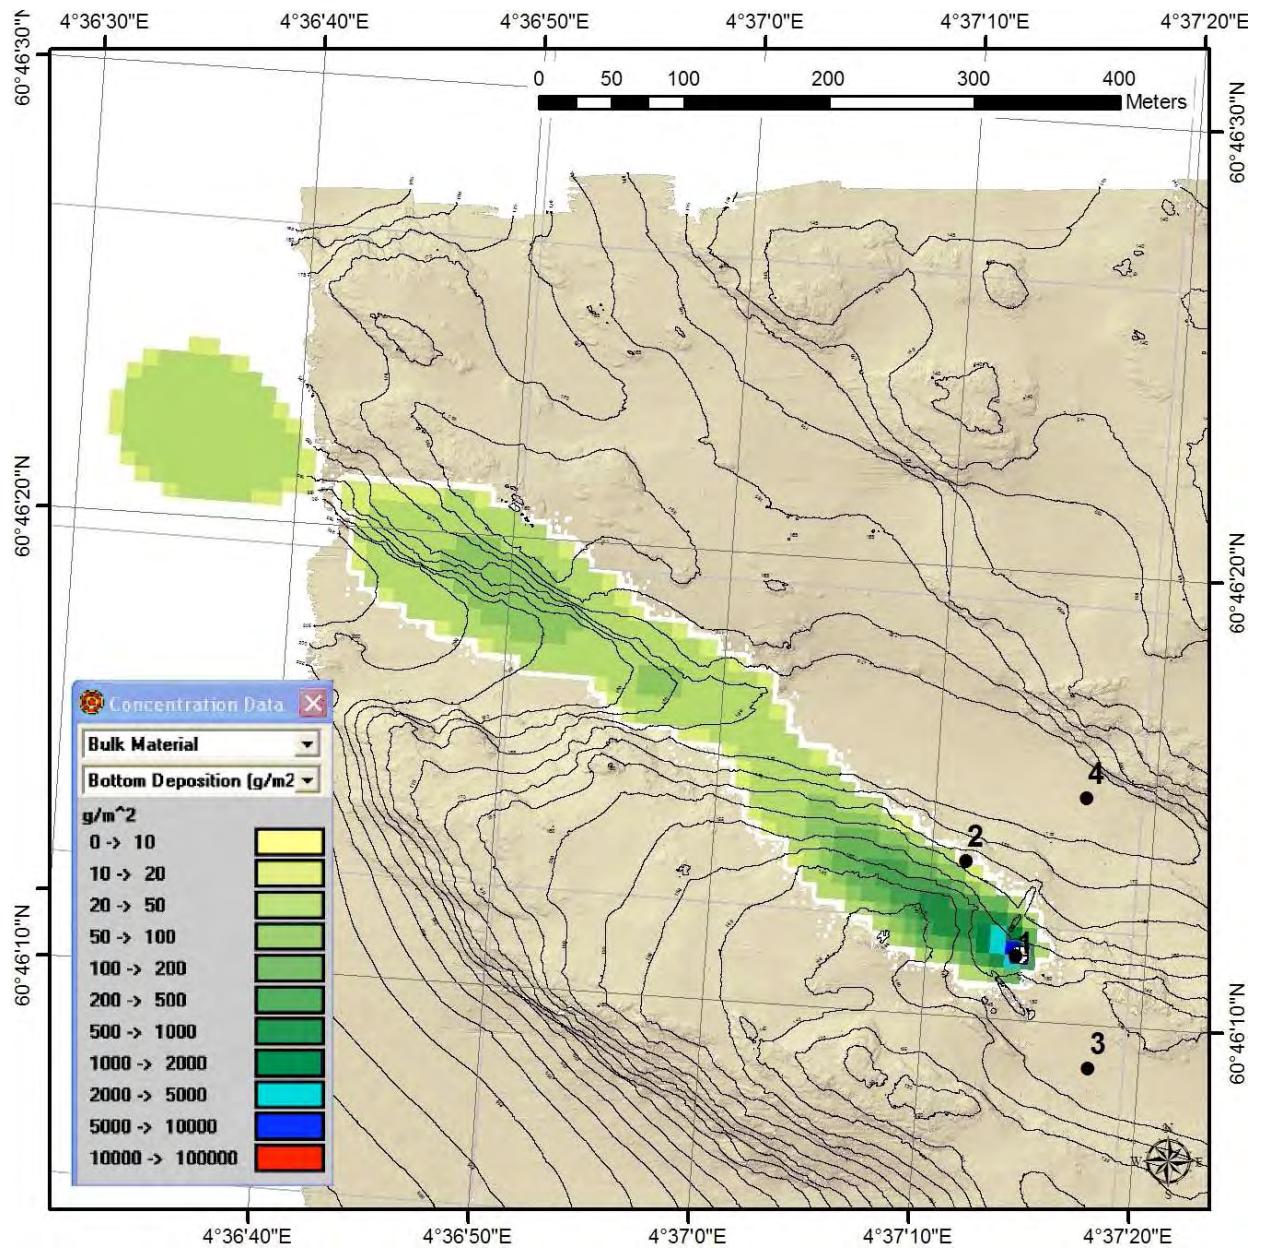 4°36'30"E 4°36'40"E 4°36'50"E 4°37'0"E 4°37'10"E 4°37'20"E
60°46'30"N
60°46'30"N
0 50 100 200 300 400
Meters
60°46'20"N
60°46'20"N
Concentration Data
Bulk Material
Bottom Deposition (g/m2
g/m^2
0 -> 10
10 -> 20
20 -> 50
50 -> 100
100 -> 200
200 -> 500
500 -> 1000
1000 -> 2000
2000 -> 5000
5000 -> 10000
10000 -> 100000
4
2
1
3
60°46'10"N
60°46'10"N
N
W E
S
4°36'40"E 4°36'50"E 4°37'0"E 4°37'10"E 4°37'20"E